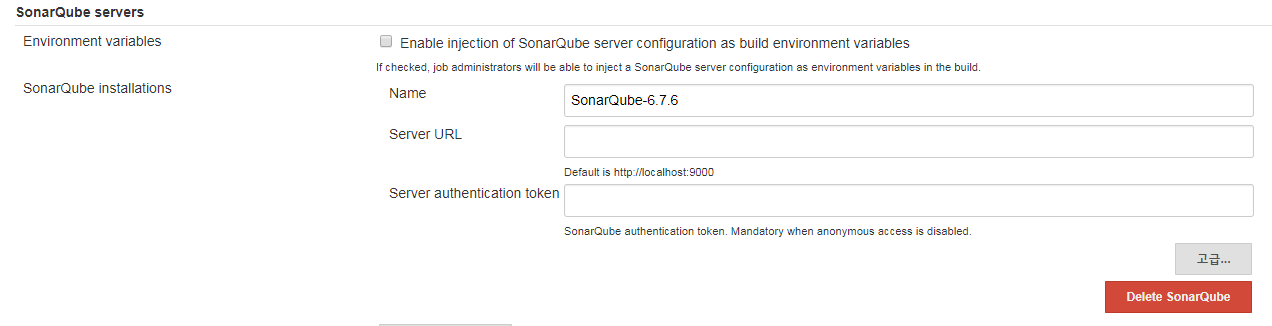 SonarQube servers
Environment variables
Enable injection of SonarQube server configuration as build environment variables
If checked, job administrators will be able to inject a SonarQube server configuration as environment variables in the build.
SonarQube installations
Name
SonarQube-6.7.6
Server URL
Default is http://localhost:9000
Server authentication token
SonarQube authentication token. Mandatory when anonymous access is disabled.
고급...
Delete SonarQube